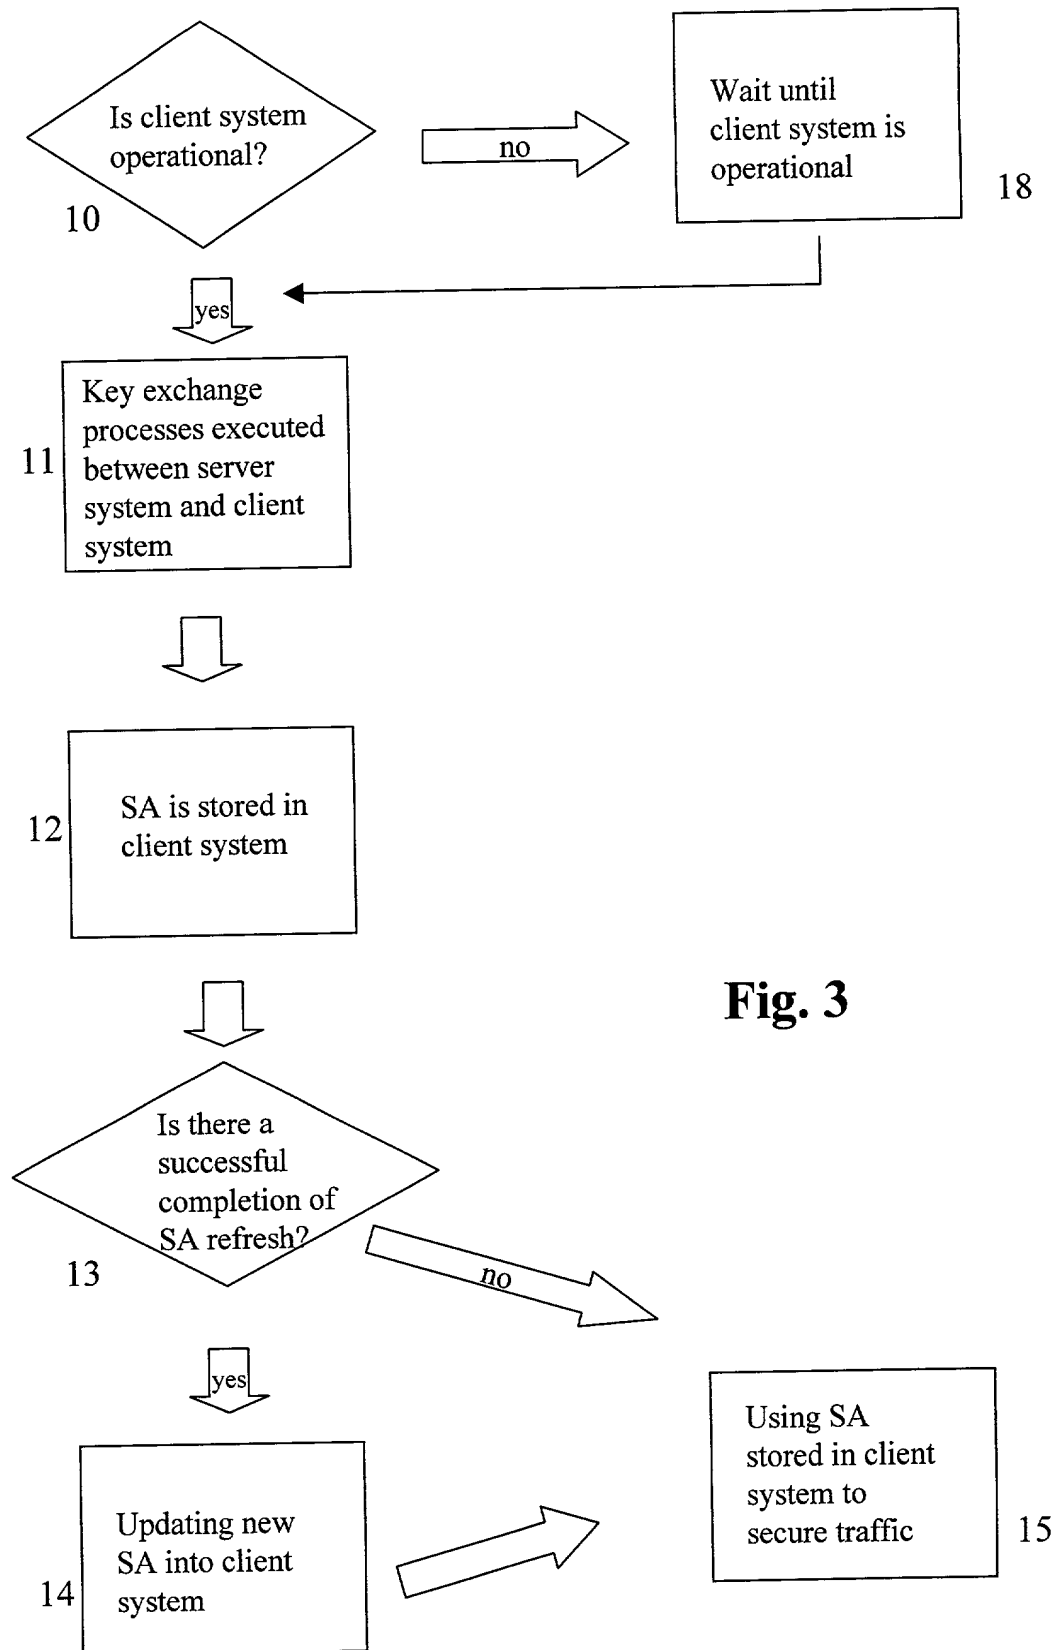 Is client system
operational?
10
no
Wait until
client system is
operational
18
yes
Key exchange
processes executed
between server
system and client
system
11
SA is stored in
client system
12
Fig. 3
Is there a
successful
completion of
SA refresh?
13
no
yes
Using SA
stored in client
system to
secure traffic
15
Updating new
SA into client
system
14